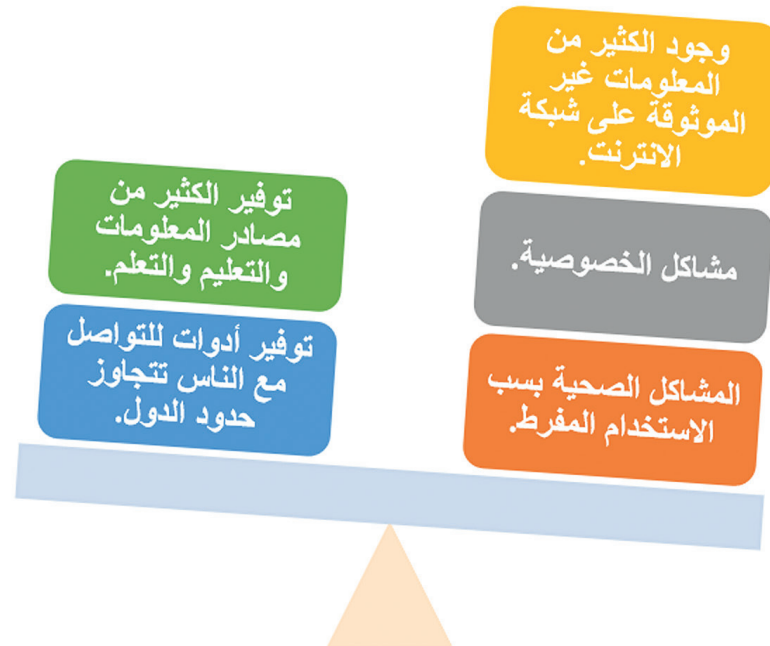 وجود الكثير من
المعلومات غير
الموثوقة على شبكة
الانترنت.
مشاكل الخصوصية.
المشاكل الصحية بسب
الاستخدام المفرط.
توفير الكثير من
مصادر المعلومات
والتعليم والتعلم.
توفير أدوات للتواصل
مع الناس تتجاوز
حدود الدول.